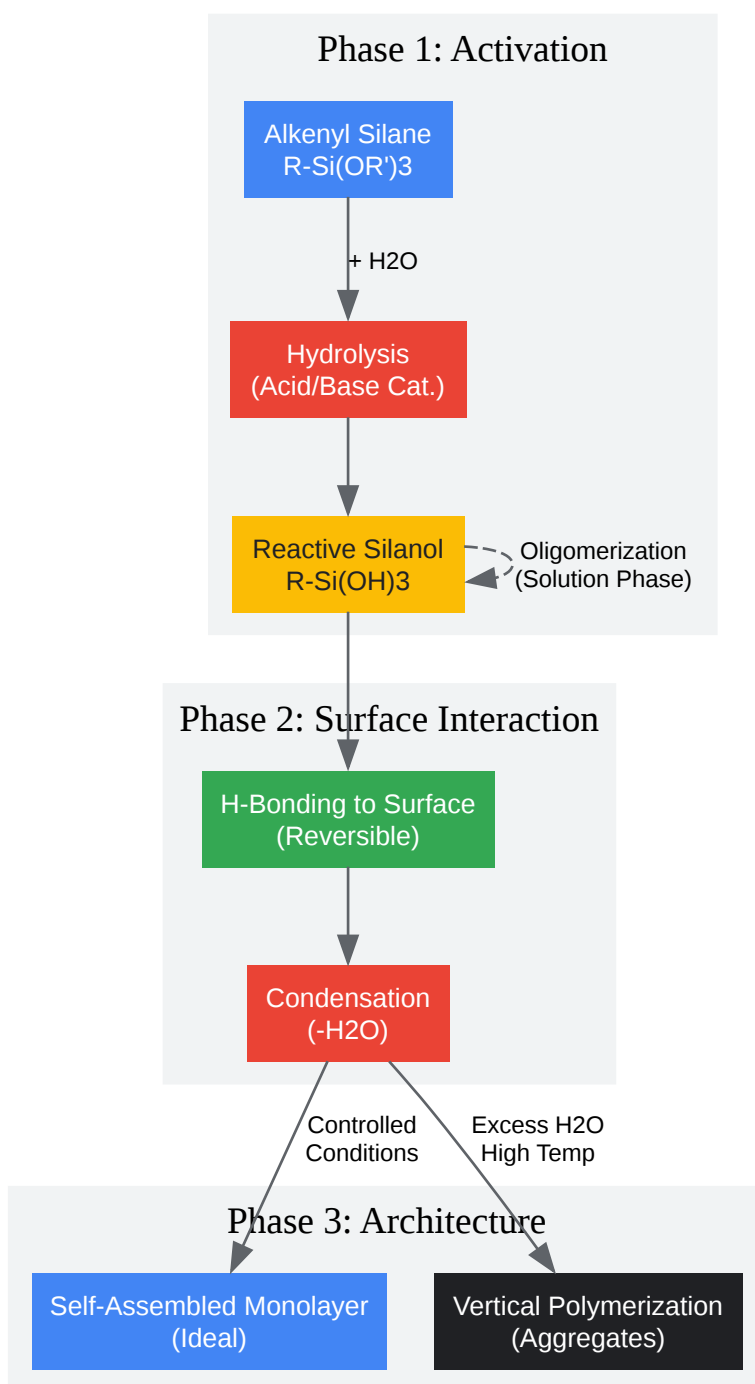 Phase 1: Activation
Alkenyl Silane
R-Si(OR')3
+ H2O
Hydrolysis
(Acid/Base Cat.)
Reactive Silanol
R-Si(OH)3
Oligomerization
(Solution Phase)
Phase 2: Surface Interaction
H-Bonding to Surface
(Reversible)
Condensation
(-H2O)
Controlled
Conditions
Excess H2O
High Temp
Phase 3: Architecture
Self-Assembled Monolayer
(Ideal)
Vertical Polymerization
(Aggregates)